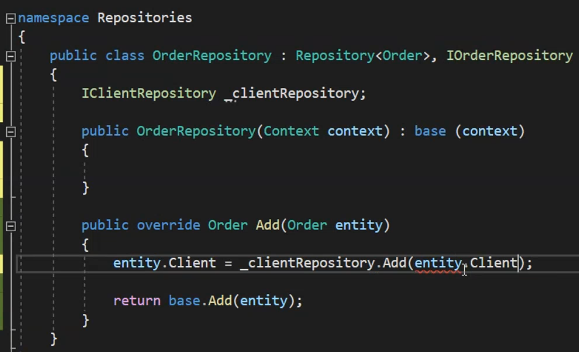 namespace Repositories
{
public class OrderRepository : Repository<Order>, IOrderRepository
{
IClientRepository _clientRepository;
public OrderRepository(Context context) : base (context)
{
}
public override Order Add(Order entity)
{
entity.Client = _clientRepository.Add(entity.Client);
return base.Add(entity);
}
}